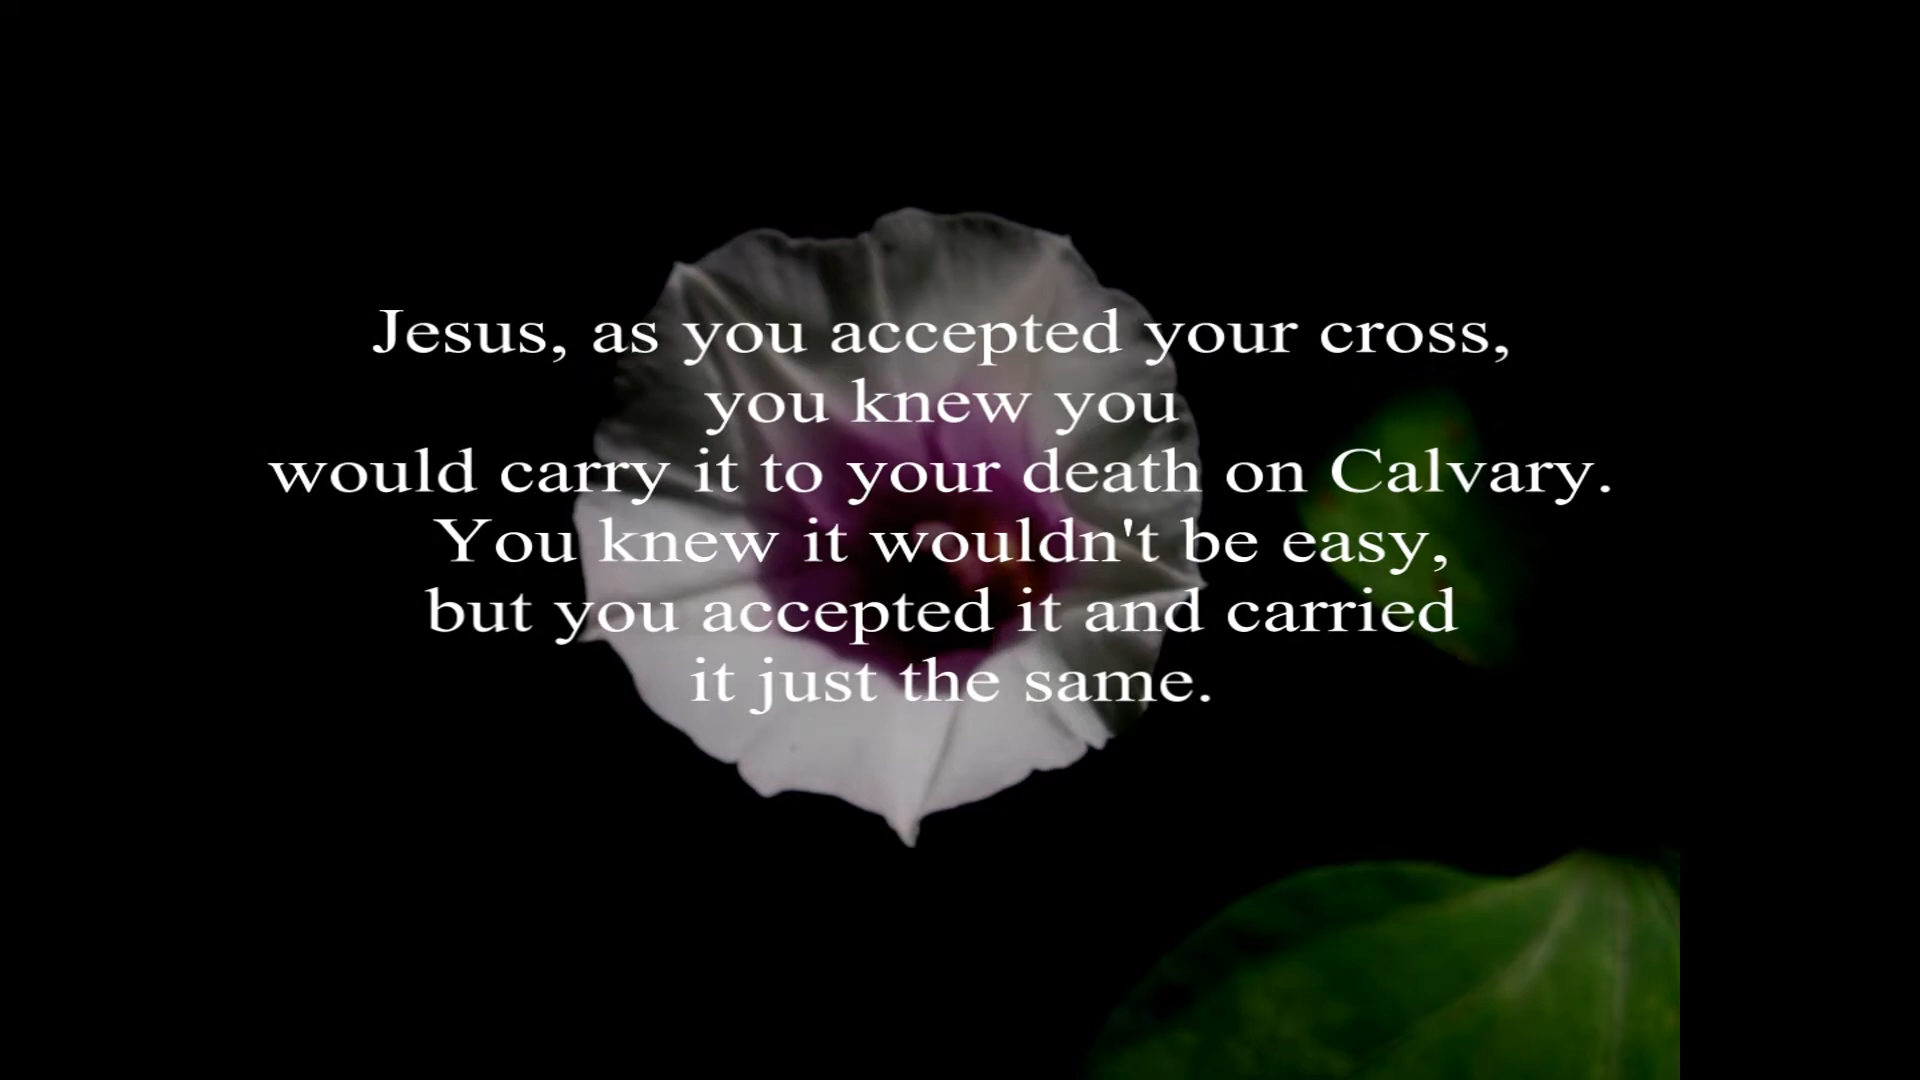 Jesus, as you accepted your cross,
you knew you
would carry it to your death on Calvary.
You knew it wouldn't be easy,
but you accepted it and carried
it just the same.